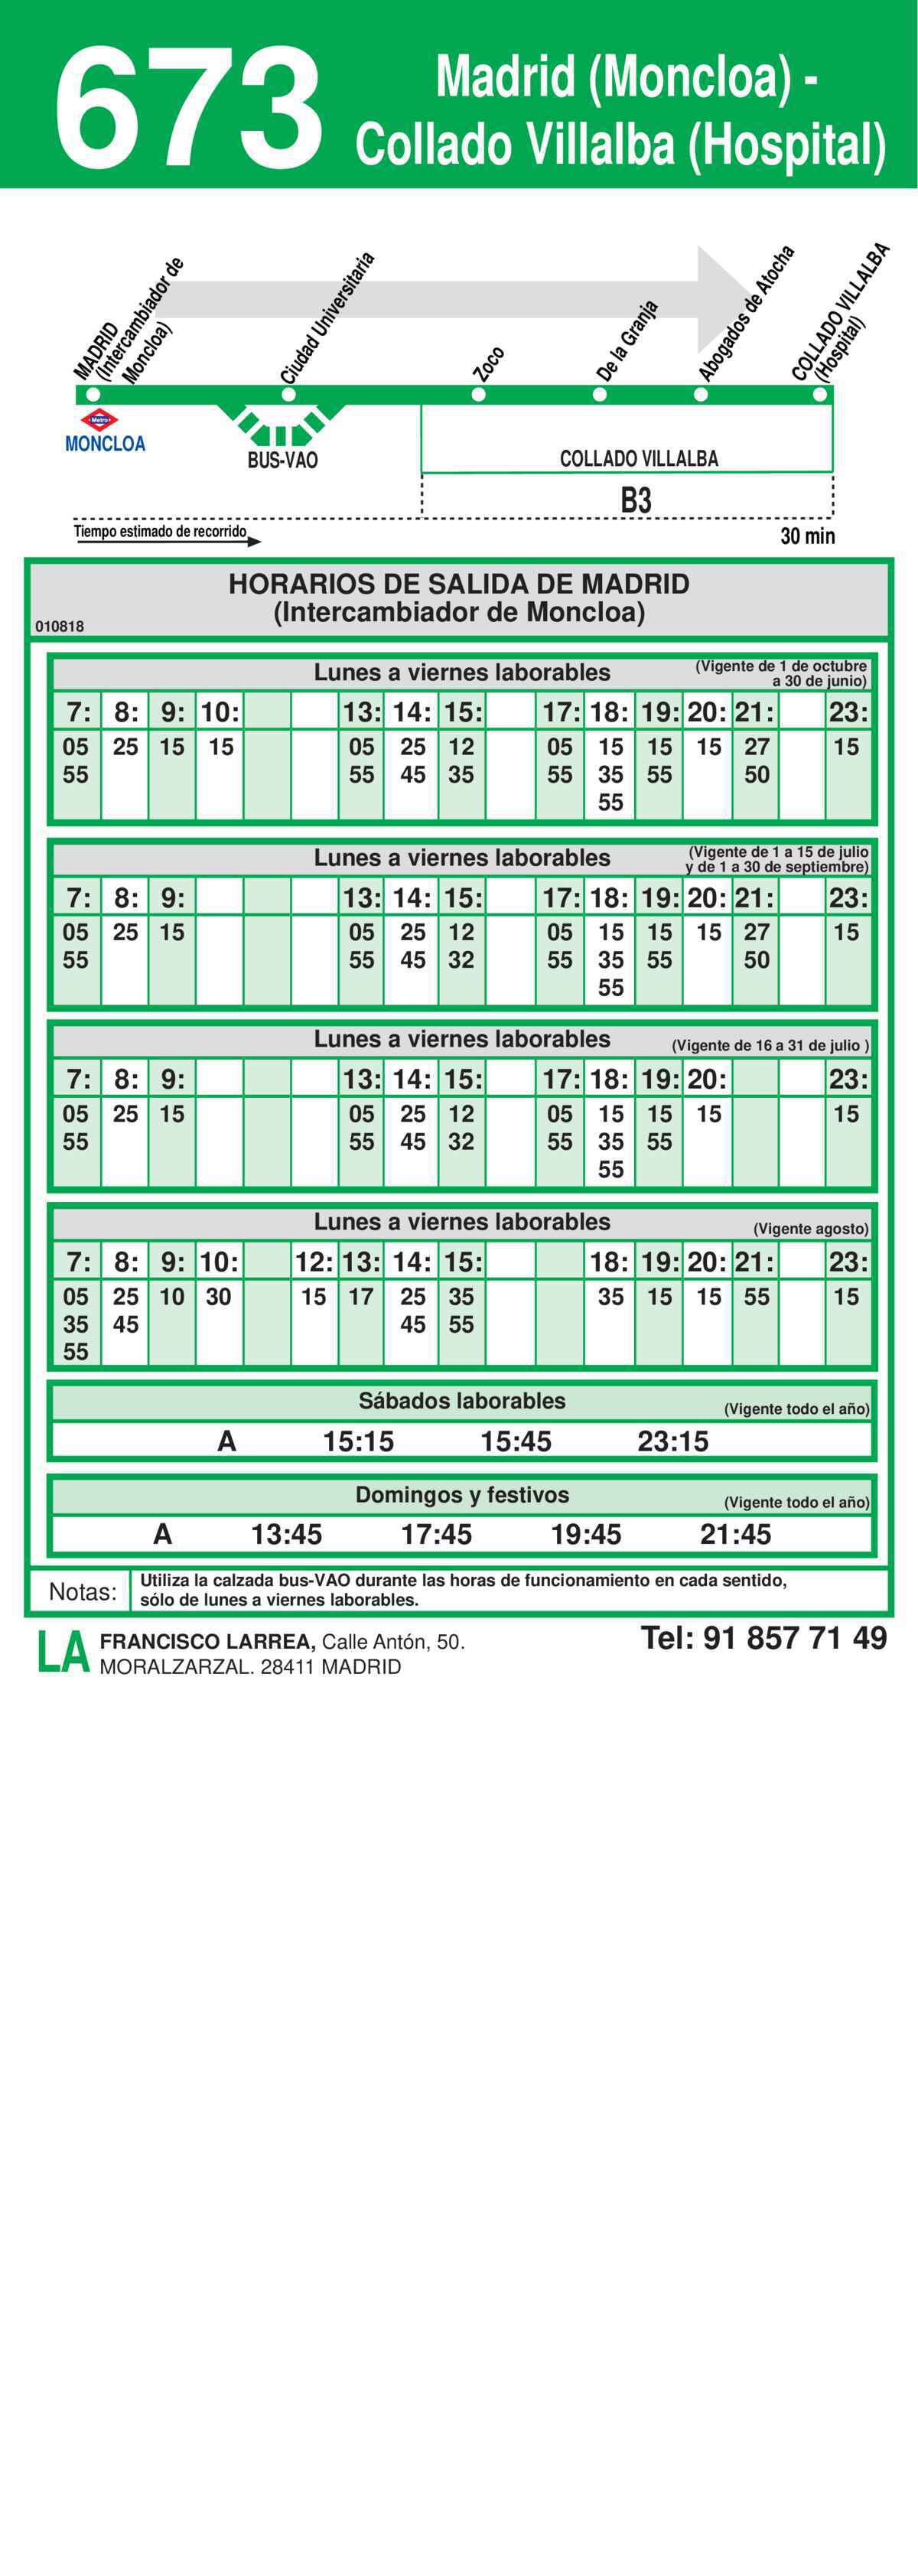 673
Madrid (Moncloa) -
Collado Villalba (Hospital)
MADRID
(Intercambiador de
Moncloa)
Ciudad Universitaria
Zoco
De la Granja
Abogados de Atocha
COLLADO VILLALBA
(Hospital)
Metro
MONCLOA
BUS-VAO
COLLADO VILLALBA
B3
Tiempo estimado de recorrido
30 min
HORARIOS DE SALIDA DE MADRID
(Intercambiador de Moncloa)
010818
Lunes a viernes laborables
(Vigente de 1 de octubre
a 30 de junio)
7: 8: 9: 10: 13: 14: 15: 17: 18: 19: 20: 21: 23:
05 25 15 15 05 25 12 05 15 15 15 27 15
55 55 45 35 55 35 55 50
55
Lunes a viernes laborables
(Vigente de 1 a 15 de julio
y de 1 a 30 de septiembre)
7: 8: 9: 13: 14: 15: 17: 18: 19: 20: 21: 23:
05 25 15 05 25 12 05 15 15 15 27 15
55 55 45 32 55 35 55 50
55
Lunes a viernes laborables
(Vigente de 16 a 31 de julio )
7: 8: 9: 13: 14: 15: 17: 18: 19: 20: 23:
05 25 15 05 25 12 05 15 15 15 15
55 55 45 32 55 35 55
55
Lunes a viernes laborables
(Vigente agosto)
7: 8: 9: 10: 12: 13: 14: 15: 18: 19: 20: 21: 23:
05 25 10 30 15 17 25 35 35 15 15 55 15
35 45 45 55
55
Sábados laborables
(Vigente todo el año)
A 15:15 15:45 23:15
Domingos y festivos
(Vigente todo el año)
A 13:45 17:45 19:45 21:45
Notas:
Utiliza la calzada bus-VAO durante las horas de funcionamiento en cada sentido,
sólo de lunes a viernes laborables.
LA
FRANCISCO LARREA, Calle Antón, 50.
MORALZARZAL. 28411 MADRID
Tel: 91 857 71 49